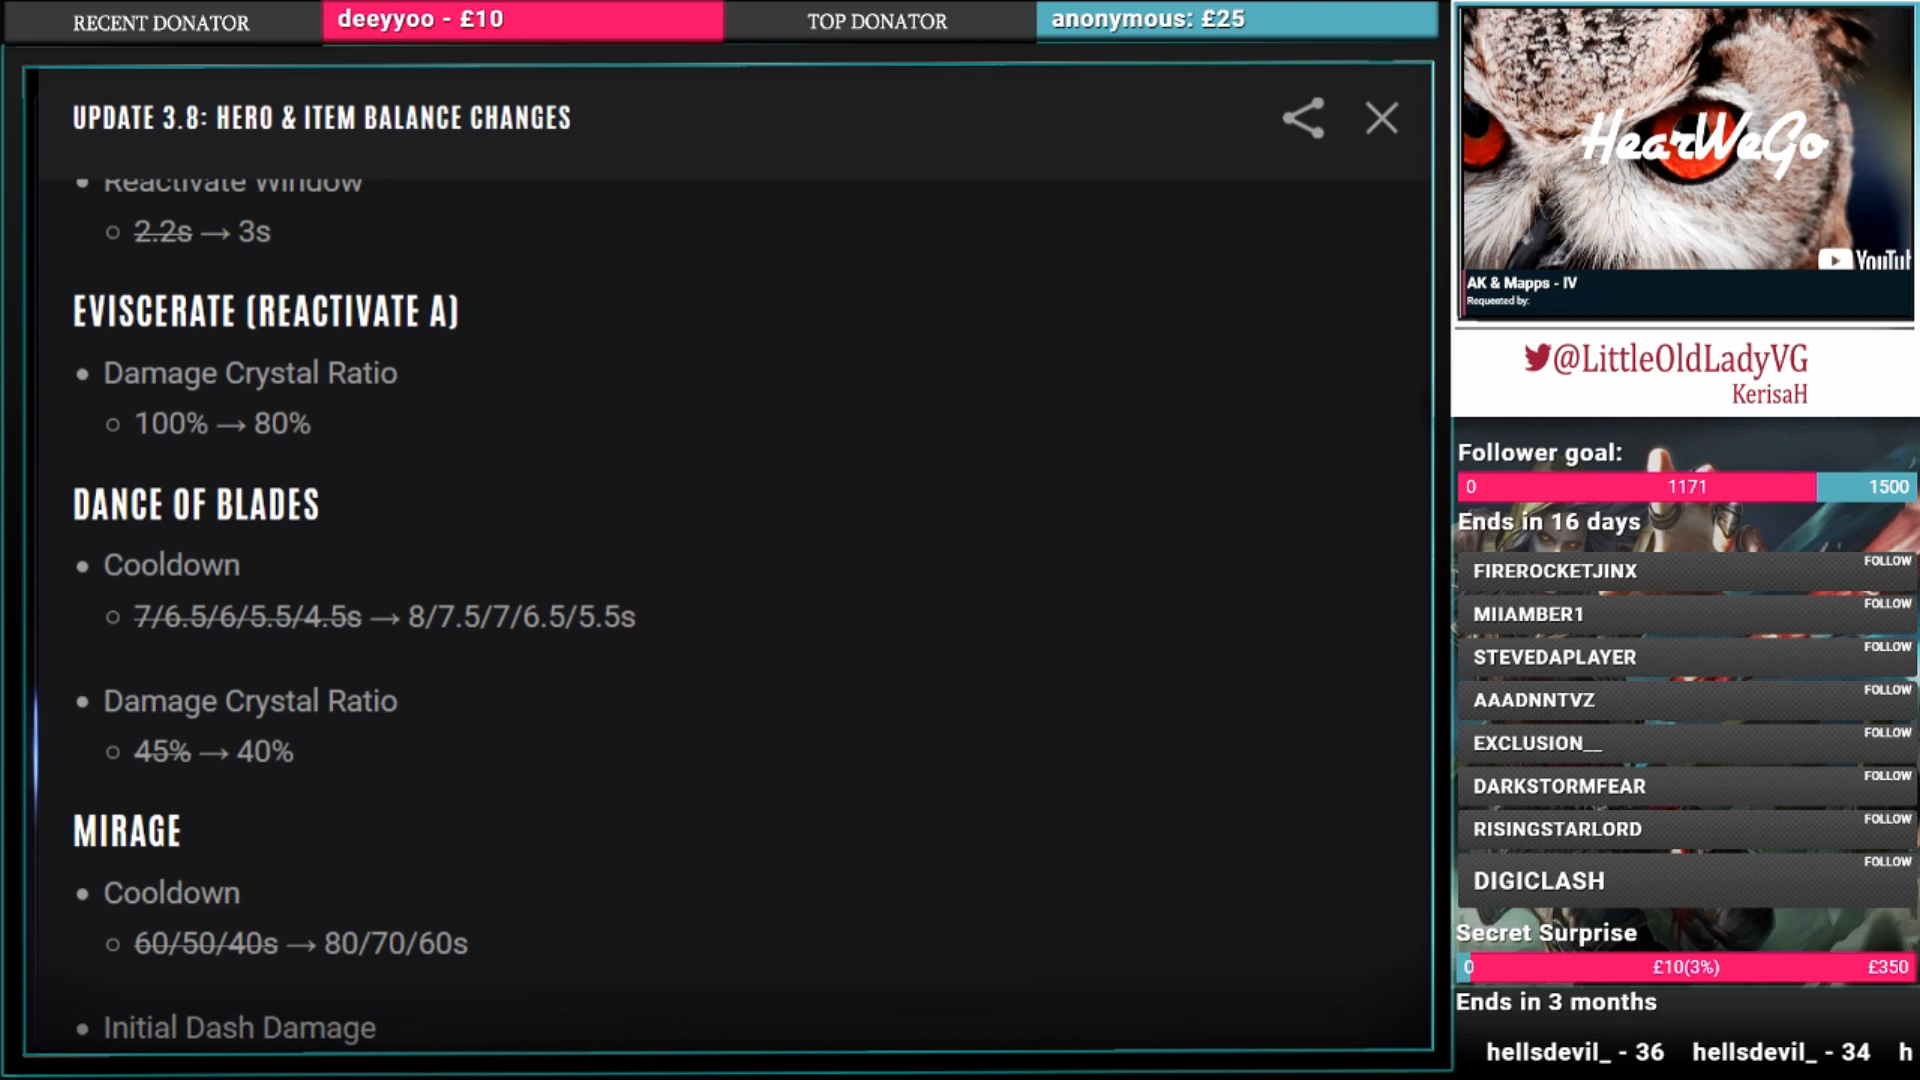 RECENT DONATOR
deeyyoo - £10
TOP DONATOR
anonymous: £25
UPDATE 3.8: HERO & ITEM BALANCE CHANGES
• Reactivate Window
○ 2.2s → 3s
EVISCERATE (REACTIVATE A)
• Damage Crystal Ratio
○ 100% → 80%
DANCE OF BLADES
• Cooldown
○ 7/6.5/6/5.5/4.5s → 8/7.5/7/6.5/5.5s
• Damage Crystal Ratio
○ 45% → 40%
MIRAGE
• Cooldown
○ 60/50/40s → 80/70/60s
• Initial Dash Damage
HearWeGo
YouTu
AK & Mapps - IV
Requested by:
@LittleOldLadyVG
KerisaH
Follower goal:
0 1171 1500
Ends in 16 days
FIREROCKETJINX FOLLOW
MIIAMBER1 FOLLOW
STEVEDAPLAYER FOLLOW
AAADNNTVZ FOLLOW
EXCLUSION__ FOLLOW
DARKSTORMFEAR FOLLOW
RISINGSTARLORD FOLLOW
DIGICLASH FOLLOW
Secret Surprise
0 £10(3%) £350
Ends in 3 months
hellsdevil_ - 36 hellsdevil_ - 34 h